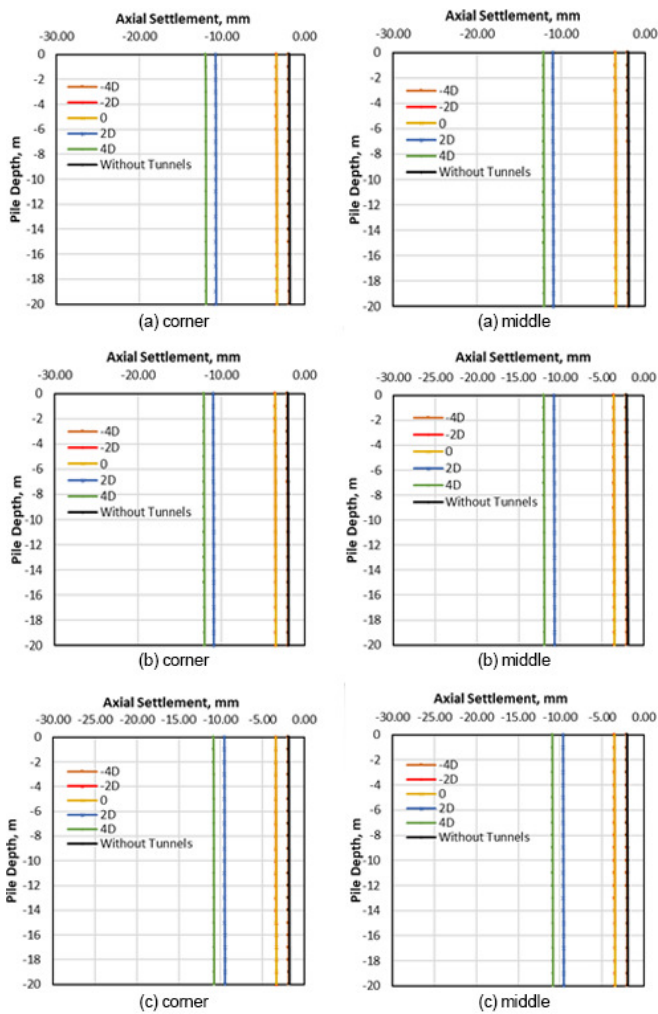 Axial Settlement, mm
-30.00 -20.00 -10.00 0.00
0
-2
-4
-6
-8
-10
-12
-14
-16
-18
-20
Pile Depth, m
-4D
-2D
0
2D
4D
Without Tunnels
(a) corner
Axial Settlement, mm
-30.00 -20.00 -10.00 0.00
0
-2
-4
-6
-8
-10
-12
-14
-16
-18
-20
Pile Depth, m
-4D
-2D
0
2D
4D
Without Tunnels
(a) middle
Axial Settlement, mm
-30.00 -20.00 -10.00 0.00
0
-2
-4
-6
-8
-10
-12
-14
-16
-18
-20
Pile Depth, m
-4D
-2D
0
2D
4D
Without Tunnels
(b) corner
Axial Settlement, mm
-30.00 -25.00 -20.00 -15.00 -10.00 -5.00 0.00
0
-2
-4
-6
-8
-10
-12
-14
-16
-18
-20
Pile Depth, m
-4D
-2D
0
2D
4D
Without Tunnels
(b) middle
Axial Settlement, mm
-30.00 -25.00 -20.00 -15.00 -10.00 -5.00 0.00
0
-2
-4
-6
-8
-10
-12
-14
-16
-18
-20
Pile Depth, m
-4D
-2D
0
2D
4D
Without Tunnels
(c) corner
Axial Settlement, mm
-30.00 -25.00 -20.00 -15.00 -10.00 -5.00 0.00
0
-2
-4
-6
-8
-10
-12
-14
-16
-18
-20
Pile Depth, m
-4D
-2D
0
2D
4D
Without Tunnels
(c) middle